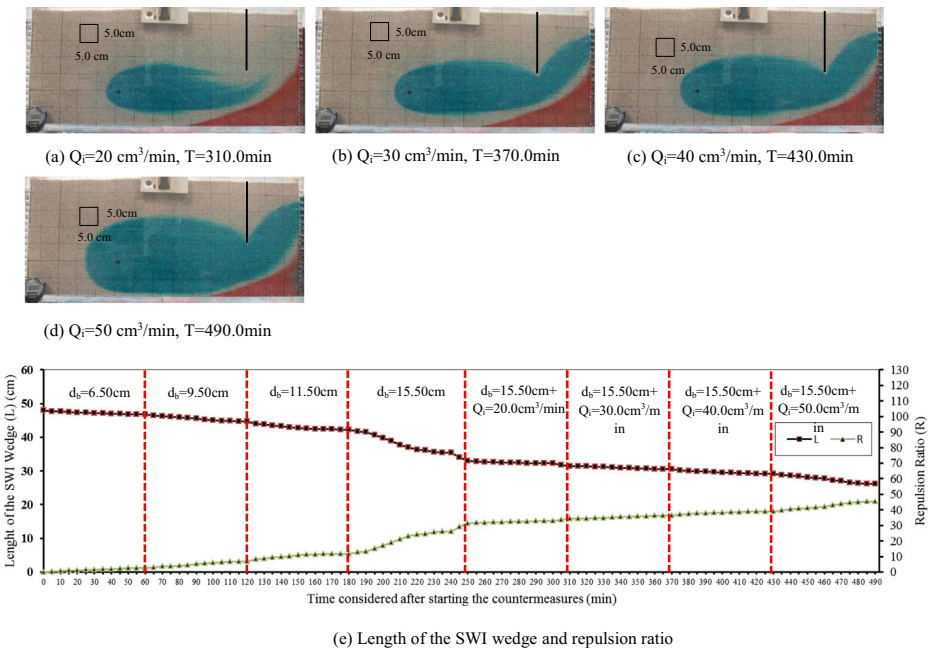 5.0cm
5.0 cm
5.0cm
5.0 cm
5.0cm
5.0 cm
(a) Qi=20 cm³/min, T=310.0min
(b) Qi=30 cm³/min, T=370.0min
(c) Qi=40 cm³/min, T=430.0min
5.0cm
5.0 cm
(d) Qi=50 cm³/min, T=490.0min
Lenght of the SWI Wedge (L) (cm)
60
50
40
30
20
10
0
db=6.50cm
db=9.50cm
db=11.50cm
db=15.50cm
db=15.50cm+
Qi=20.0cm³/min
db=15.50cm+
Qi=30.0cm³/m
in
db=15.50cm+
Qi=40.0cm³/m
in
db=15.50cm+
Qi=50.0cm³/m
in
L R
130
120
110
100
90
80
70
60
50
40
30
20
10
0
Repulsion Ratio (R)
0 10 20 30 40 50 60 70 80 90 100 110 120 130 140 150 160 170 180 190 200 210 220 230 240 250 260 270 280 290 300 310 320 330 340 350 360 370 380 390 400 410 420 430 440 450 460 470 480 490
Time considered after starting the countermeasures (min)
(e) Length of the SWI wedge and repulsion ratio